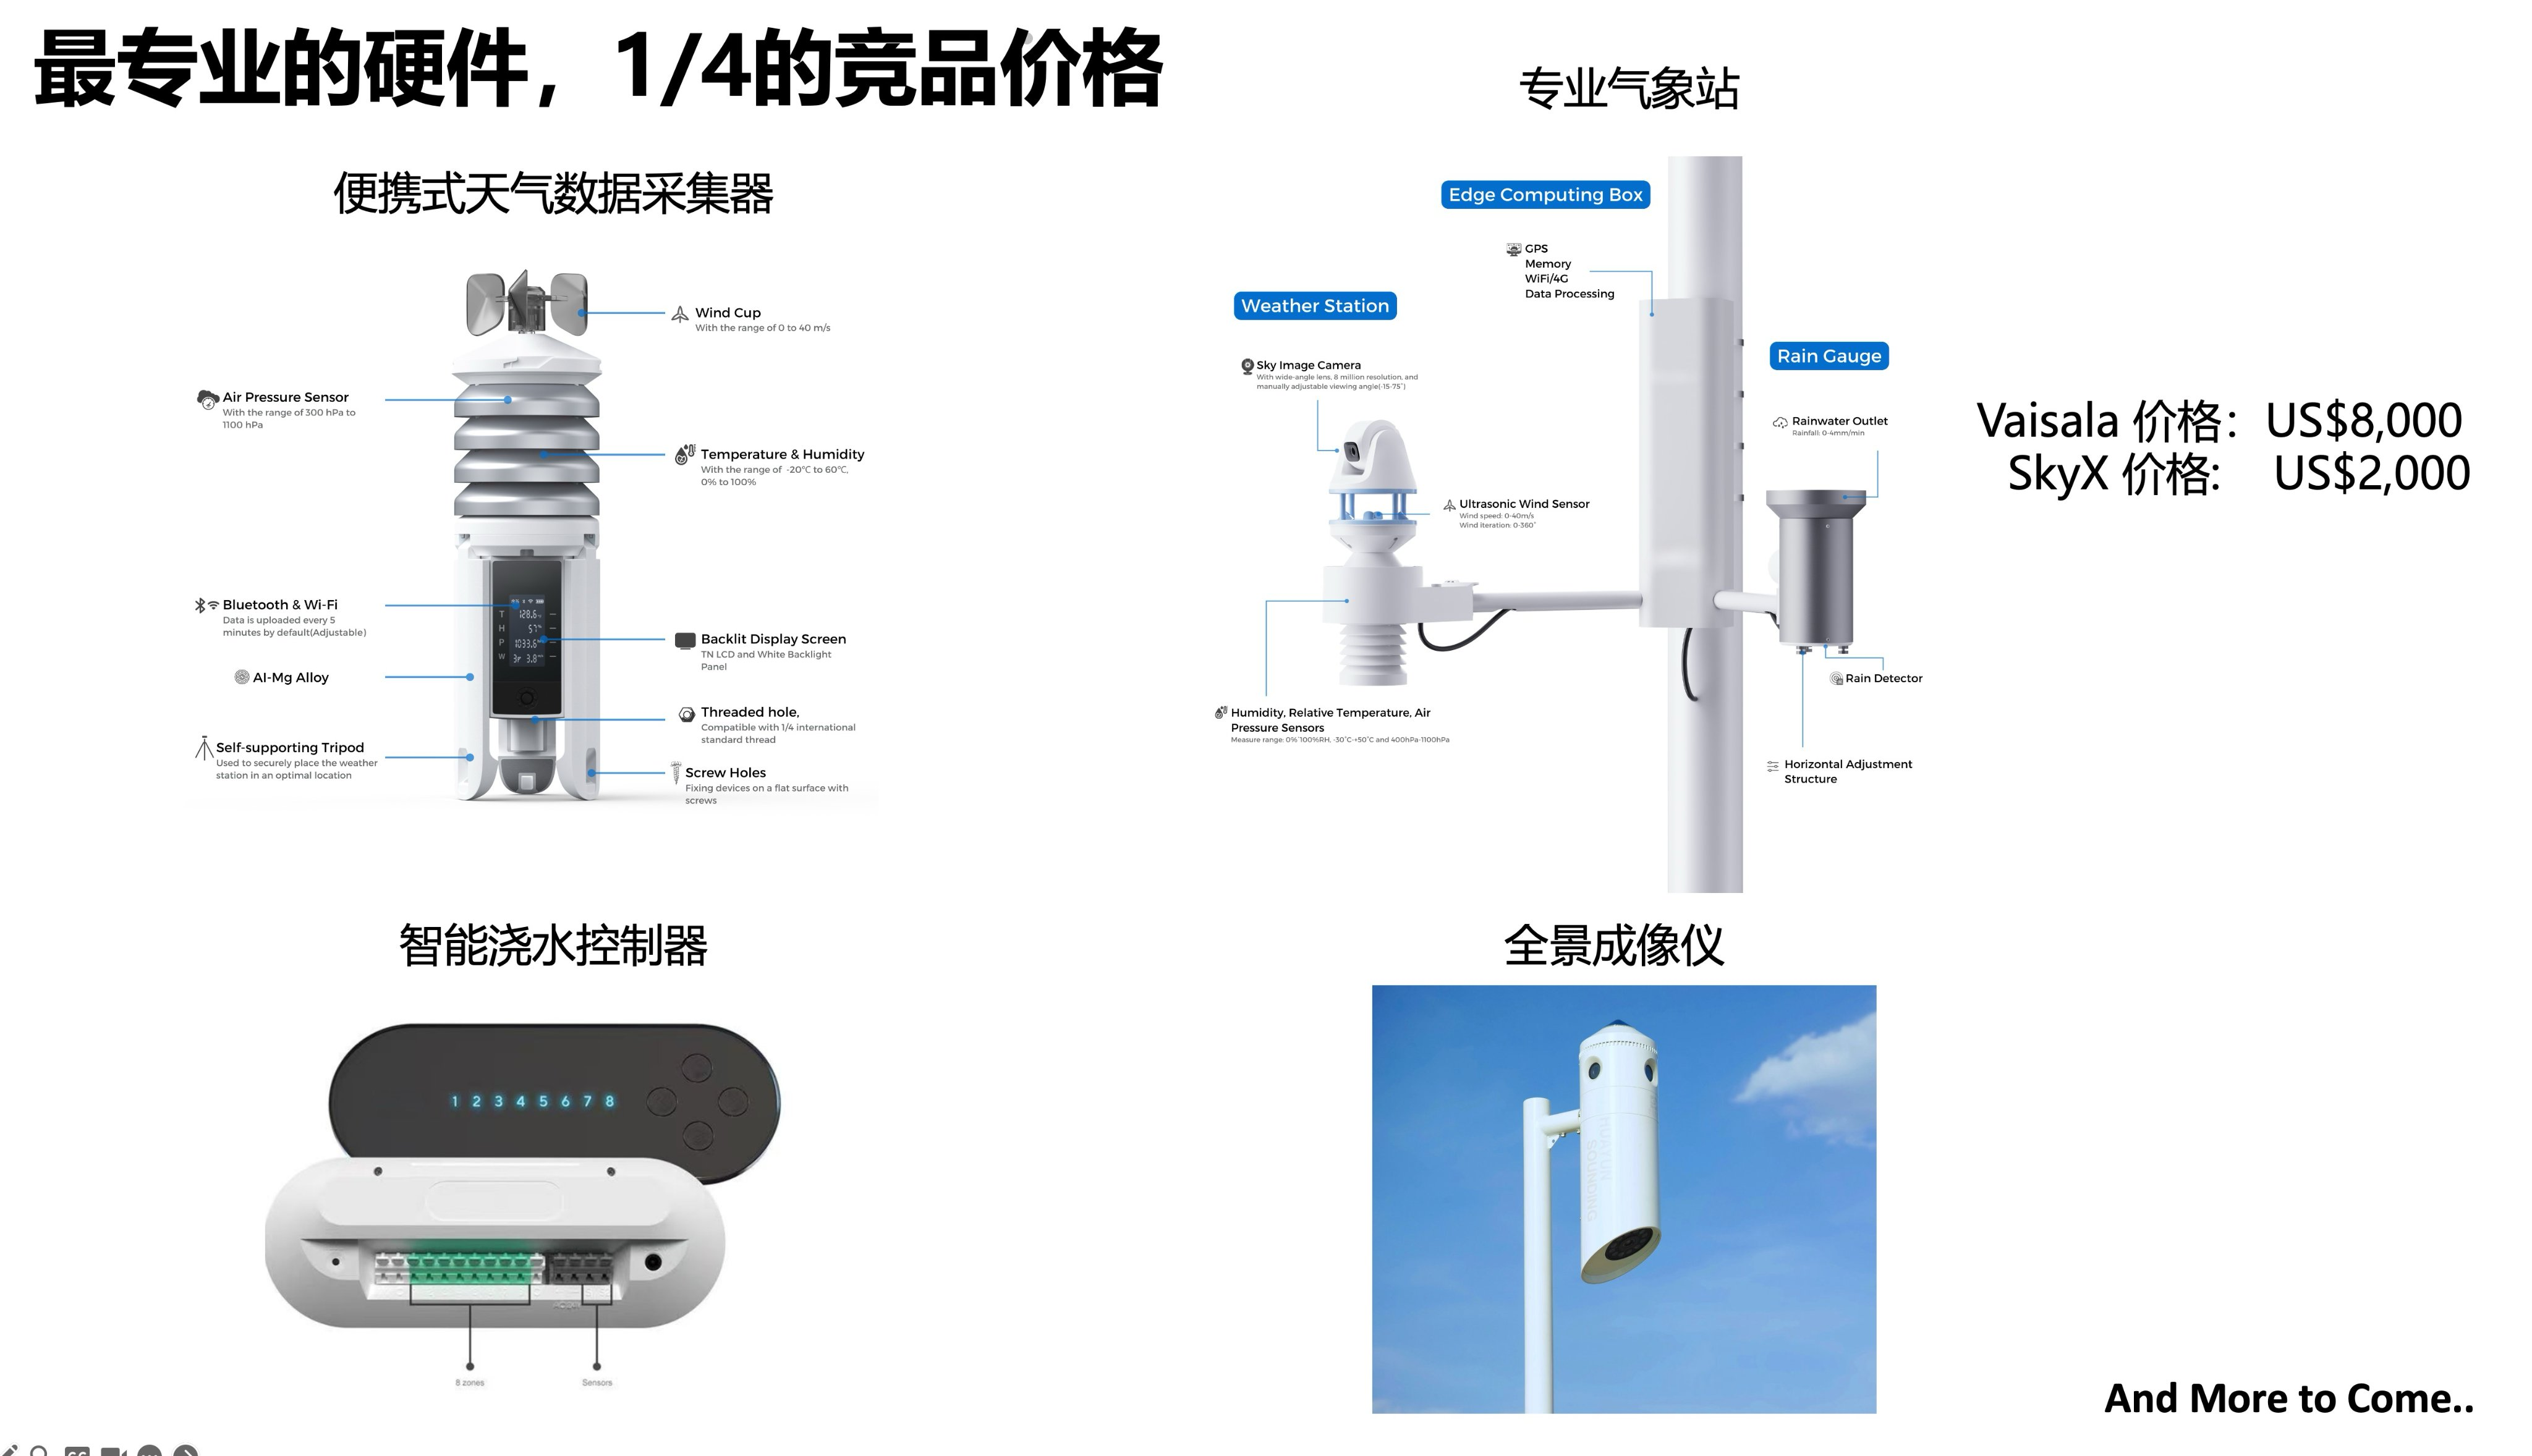 最专业的硬件，1/4的竞品价格
便携式天气数据采集器
Wind Cup
With the range of 0 to 40 m/s
Air Pressure Sensor
With the range of 300 hPa to
1100 hPa
Temperature & Humidity
With the range of -20°C to 60°C,
0% to 100%
Bluetooth & Wi-Fi
Data is uploaded every 5
minutes by default(Adjustable)
Backlit Display Screen
TN LCD and White Backlight
Panel
Al-Mg Alloy
Threaded hole,
Compatible with 1/4 international
standard thread
Self-supporting Tripod
Used to securely place the weather
station in an optimal location
Screw Holes
Fixing devices on a flat surface with
screws
T 128.6
H 57%
P 1033.6
W 3.8
专业气象站
Edge Computing Box
GPS
Memory
WiFi/4G
Data Processing
Weather Station
Sky Image Camera
With wide-angle lens, 8 million resolution, and
manually adjustable viewing angle(-15-75°)
Ultrasonic Wind Sensor
Wind speed: 0-40m/s
Wind iteration: 0-360°
Humidity, Relative Temperature, Air
Pressure Sensors
Measure range: 0%~100%RH, -30°C-+50°C and 400hPa-1100hPa
Rain Gauge
Rainwater Outlet
Rainfall: 0-4mm/min
Rain Detector
Horizontal Adjustment
Structure
Vaisala 价格：US$8,000
SkyX 价格: US$2,000
智能浇水控制器
1 2 3 4 5 6 7 8
8 zones
Sensors
全景成像仪
HUAYUN
SOUNDING
And More to Come..